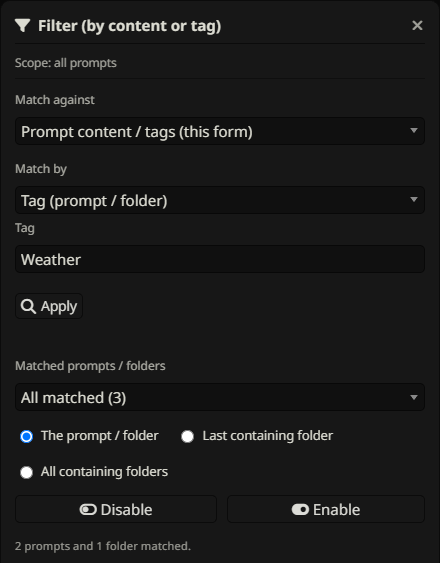 Filter (by content or tag)
Scope: all prompts
Match against
Prompt content / tags (this form)
Match by
Tag (prompt / folder)
Tag
Weather
Apply
Matched prompts / folders
All matched (3)
The prompt / folder Last containing folder
All containing folders
Disable Enable
2 prompts and 1 folder matched.